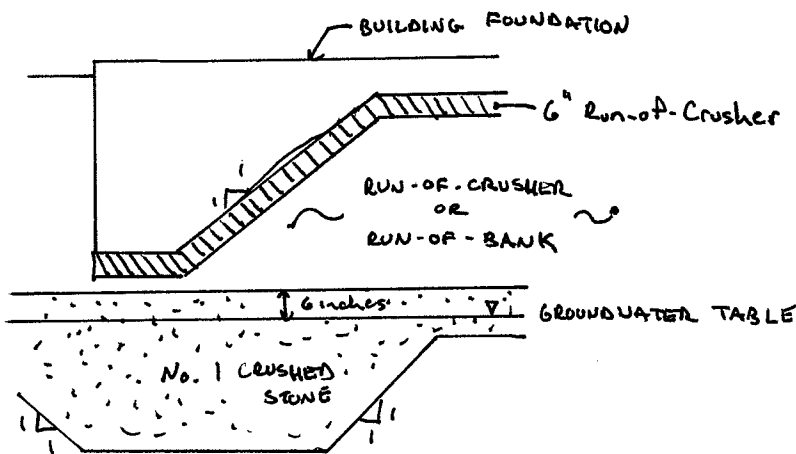 BUILDING FOUNDATION
6" Run-of-Crusher
1
1
RUN-OF-CRUSHER
OR
RUN-OF-BANK
6 inches
GROUNDWATER TABLE
No. 1 CRUSHED
STONE
1
1
1
1